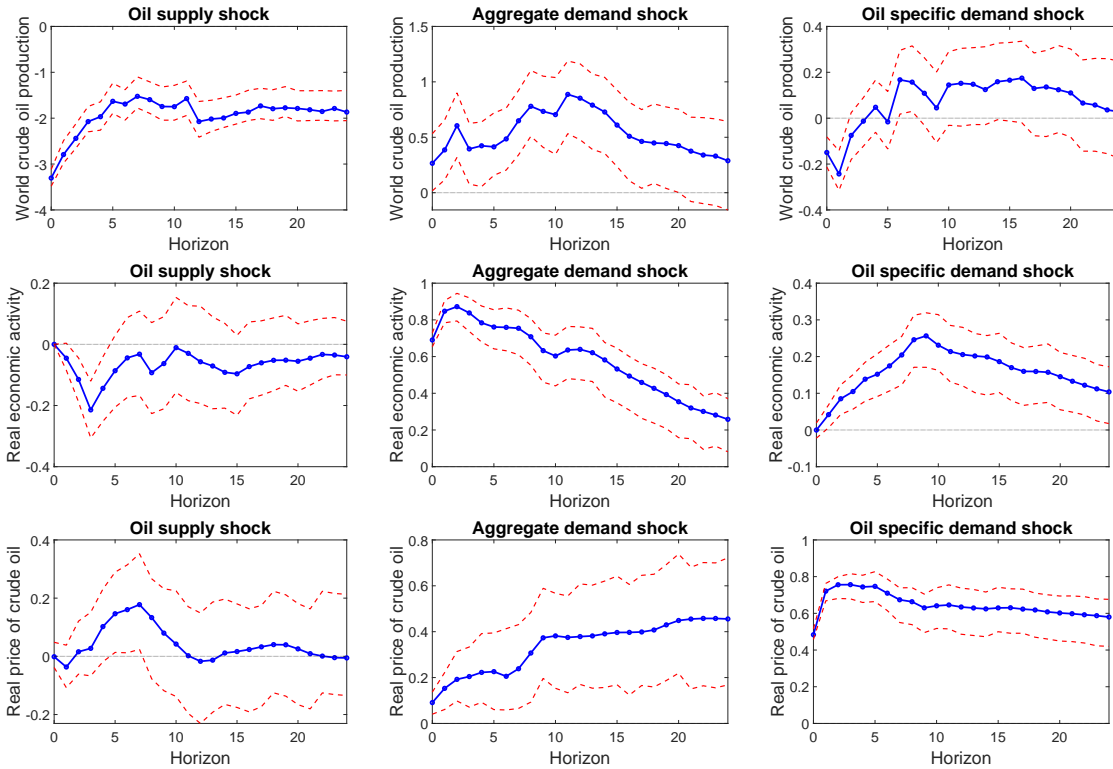 Oil supply shock
World crude oil production
0
-1
-2
-3
-4
0 5 10 15 20
Horizon
Aggregate demand shock
World crude oil production
1.5
1
0.5
0
0 5 10 15 20
Horizon
Oil specific demand shock
World crude oil production
0.4
0.2
0
-0.2
-0.4
0 5 10 15 20
Horizon
Oil supply shock
Real economic activity
0.2
0
-0.2
-0.4
0 5 10 15 20
Horizon
Aggregate demand shock
Real economic activity
1
0.8
0.6
0.4
0.2
0
0 5 10 15 20
Horizon
Oil specific demand shock
Real economic activity
0.4
0.3
0.2
0.1
0
-0.1
0 5 10 15 20
Horizon
Oil supply shock
Real price of crude oil
0.4
0.2
0
-0.2
0 5 10 15 20
Horizon
Aggregate demand shock
Real price of crude oil
0.8
0.6
0.4
0.2
0
0 5 10 15 20
Horizon
Oil specific demand shock
Real price of crude oil
1
0.8
0.6
0.4
0.2
0
0 5 10 15 20
Horizon